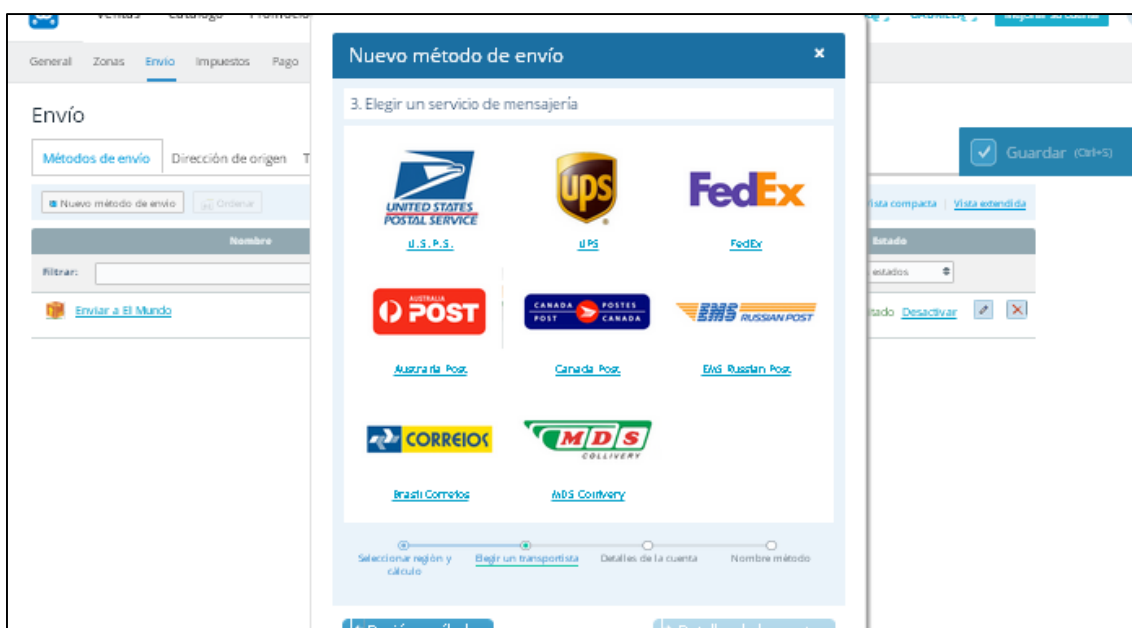 Ventas Catálogo
General Zonas Envío Impuestos Pago
Envío
Métodos de envío Dirección de origen
Nuevo método de envío Ordenar
Nombre
Filtrar:
Enviar a El Mundo
Nuevo método de envío ×
3. Elegir un servicio de mensajería
UNITED STATES
POSTAL SERVICE
ups
FedEx
U.S.P.S. UPS FedEx
AUSTRALIA
POST
CANADA POSTES
POST CANADA
EMS RUSSIAN POST
Australia Post Canada Post EMS Russian Post
CORREIOS
MDS
COLLIVERY
Brasil Correios MDS Collivery
Seleccionar región y
cálculo
Elegir un transportista Detalles de la cuenta Nombre método
Guardar (Ctrl+S)
Vista compacta | Vista extendida
Estado
estados
Desactivar